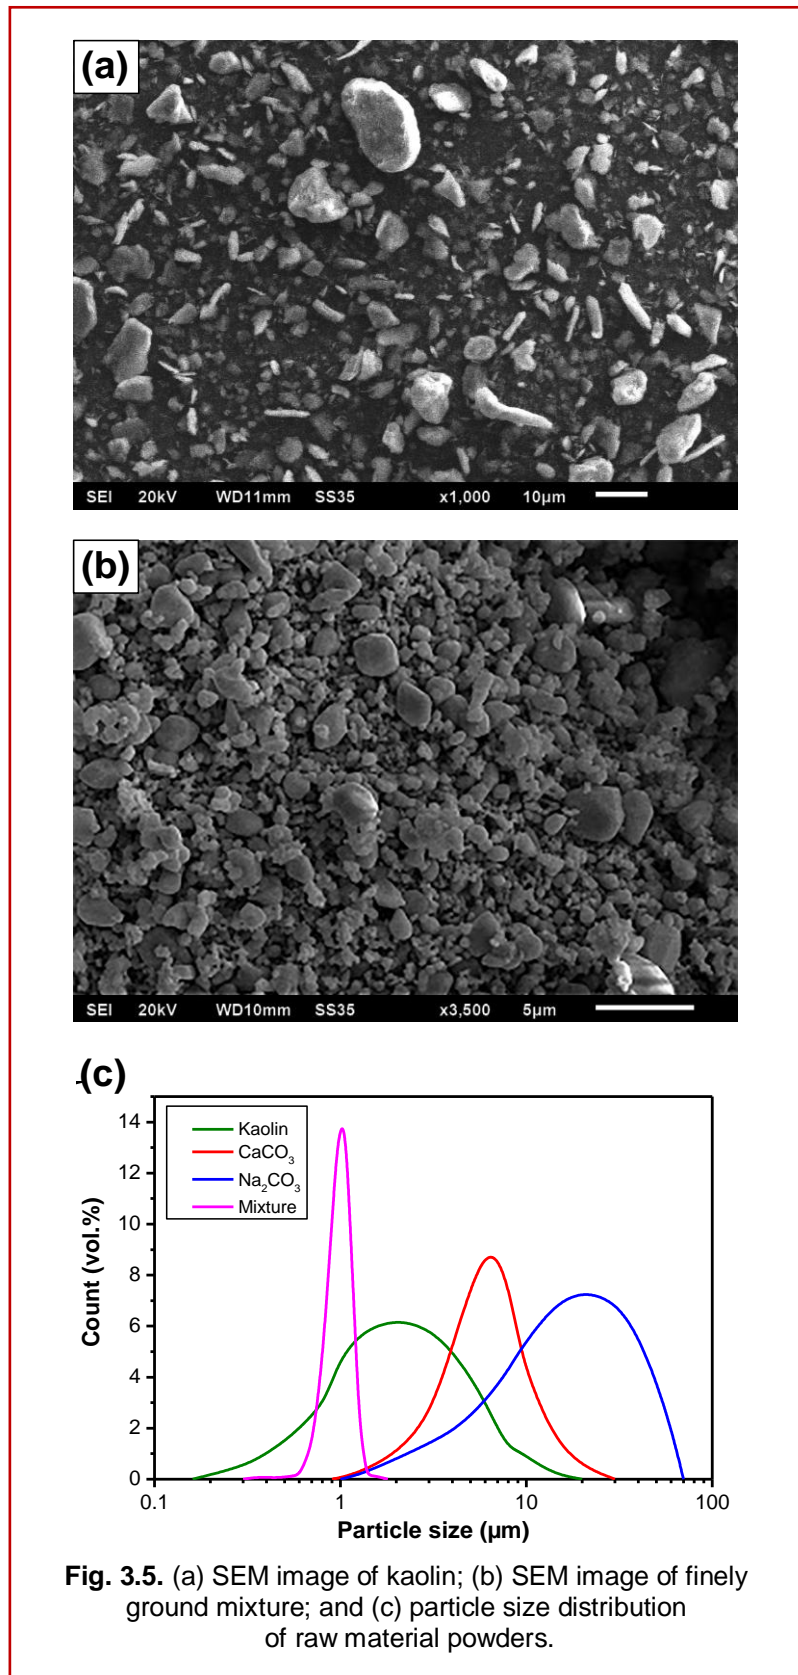 (a)
SEI 20kV WD11mm SS35 x1,000 10µm
(b)
SEI 20kV WD10mm SS35 x3,500 5µm
(c)
Kaolin
CaCO₃
Na₂CO₃
Mixture
14
12
10
8
6
4
2
0
Count (vol.%)
0.1 1 10 100
Particle size (µm)
Fig. 3.5. (a) SEM image of kaolin; (b) SEM image of finely
ground mixture; and (c) particle size distribution
of raw material powders.